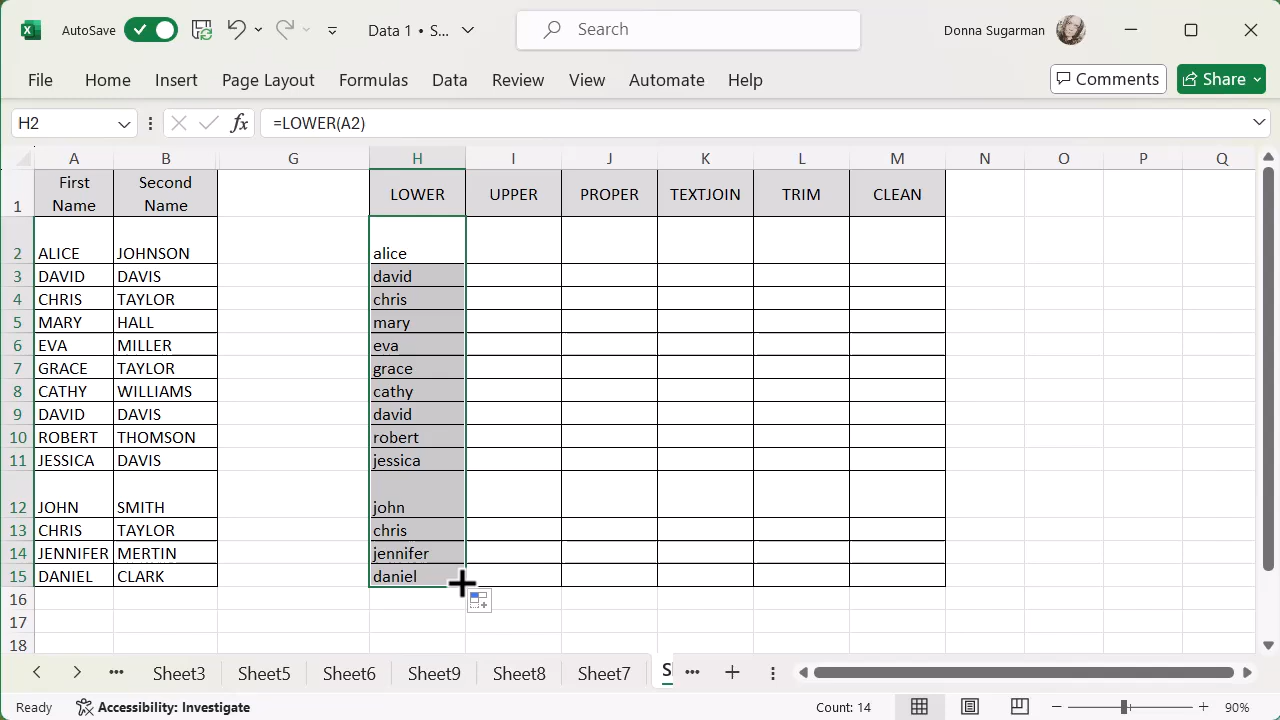 AutoSave
Data 1 • S...
Search
Donna Sugarman
File Home Insert Page Layout Formulas Data Review View Automate Help
Comments Share
H2 fx =LOWER(A2)
A B G H I J K L M N O P Q
1 First Name Second Name LOWER UPPER PROPER TEXTJOIN TRIM CLEAN
2 ALICE JOHNSON alice
3 DAVID DAVIS david
4 CHRIS TAYLOR chris
5 MARY HALL mary
6 EVA MILLER eva
7 GRACE TAYLOR grace
8 CATHY WILLIAMS cathy
9 DAVID DAVIS david
10 ROBERT THOMSON robert
11 JESSICA DAVIS jessica
12 JOHN SMITH john
13 CHRIS TAYLOR chris
14 JENNIFER MERTIN jennifer
15 DANIEL CLARK daniel
16
17
18
Sheet3 Sheet5 Sheet6 Sheet9 Sheet8 Sheet7
Ready Accessibility: Investigate Count: 14 90%